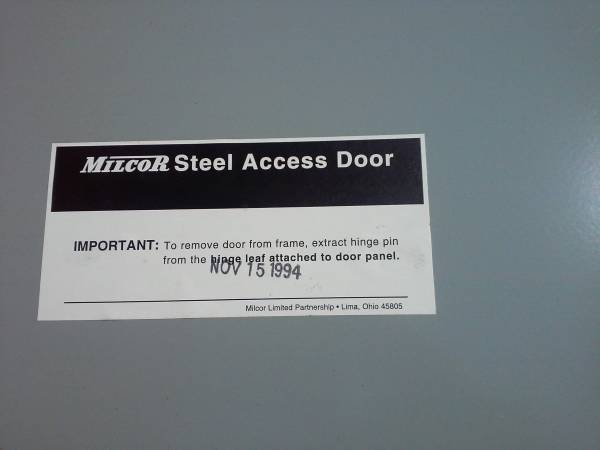 MILCOR Steel Access Door
IMPORTANT: To remove door from frame, extract hinge pin
from the hinge leaf attached to door panel.
NOV 15 1994
Milcor Limited Partnership • Lima, Ohio 45805